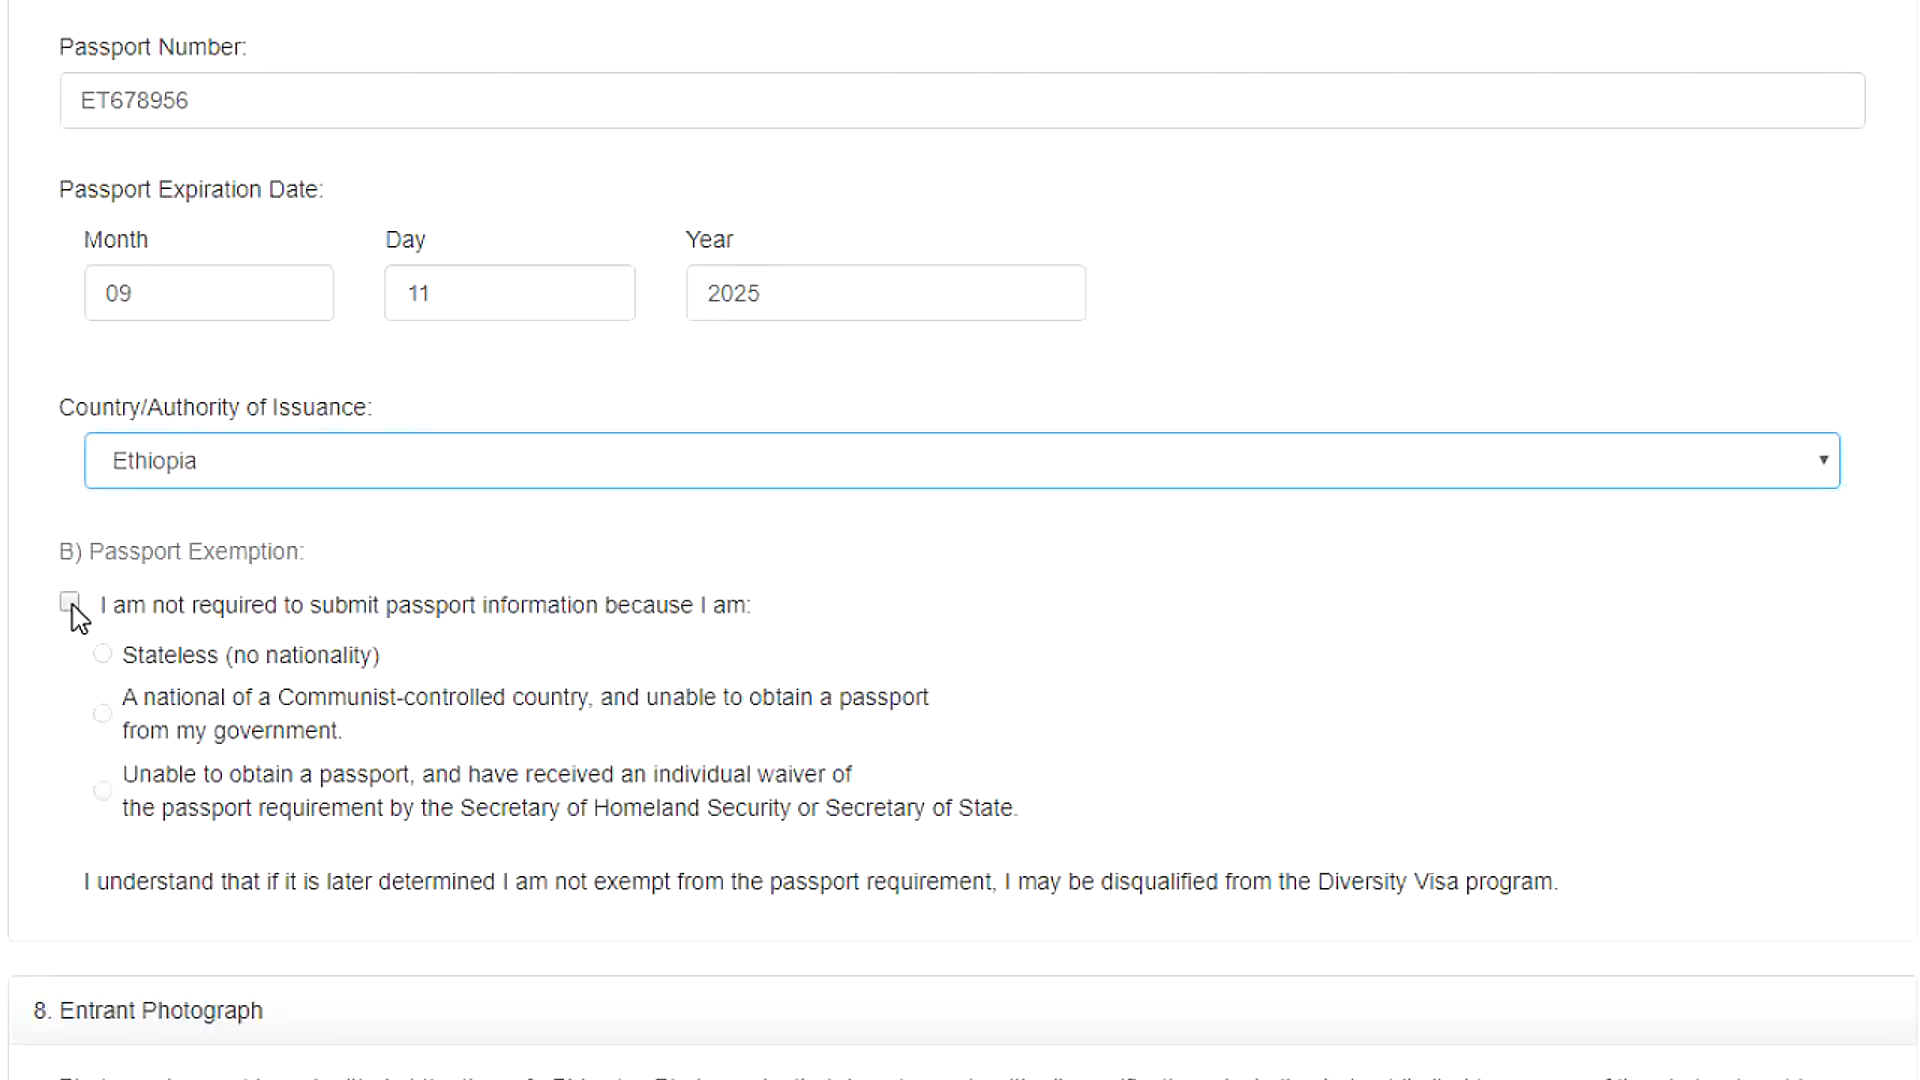 Passport Number:
ET678956
Passport Expiration Date:
Month Day Year
09 11 2025
Country/Authority of Issuance:
Ethiopia
B) Passport Exemption:
I am not required to submit passport information because I am:
Stateless (no nationality)
A national of a Communist-controlled country, and unable to obtain a passport
from my government.
Unable to obtain a passport, and have received an individual waiver of
the passport requirement by the Secretary of Homeland Security or Secretary of State.
I understand that if it is later determined I am not exempt from the passport requirement, I may be disqualified from the Diversity Visa program.
8. Entrant Photograph